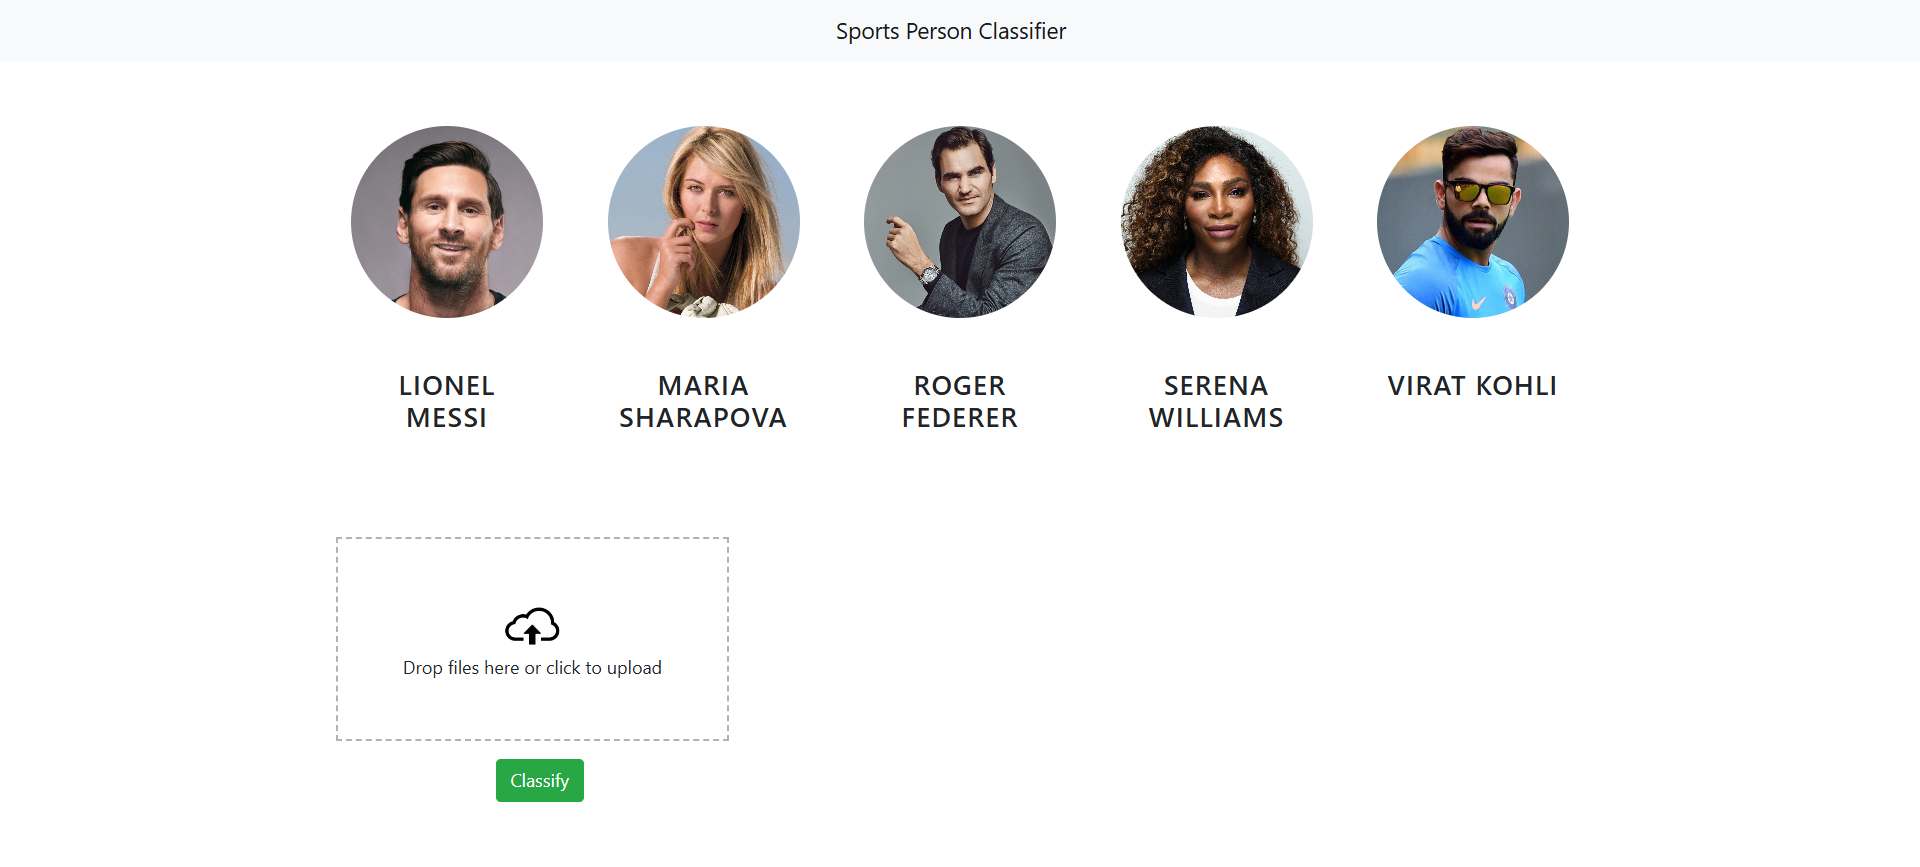 Sports Person Classifier
LIONEL
MESSI
MARIA
SHARAPOVA
ROGER
FEDERER
SERENA
WILLIAMS
VIRAT KOHLI
Drop files here or click to upload
Classify